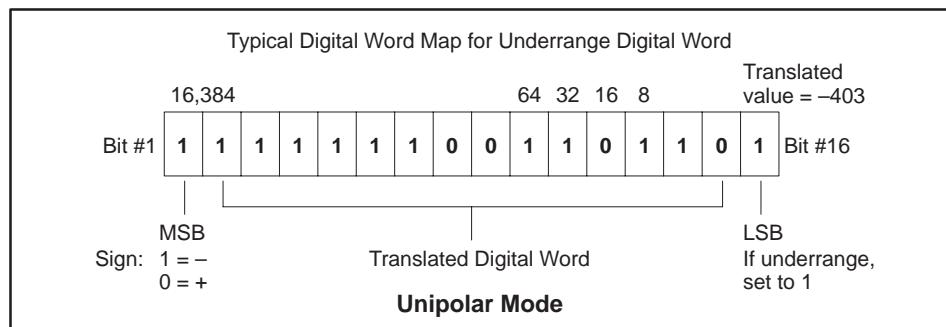 Typical Digital Word Map for Underrange Digital Word
16,384 64 32 16 8 Translated value = –403
Bit #1 1 1 1 1 1 1 1 0 0 1 1 0 1 1 0 1 Bit #16
MSB
Sign: 1 = –
0 = +
Translated Digital Word
LSB
If underrange,
set to 1
Unipolar Mode